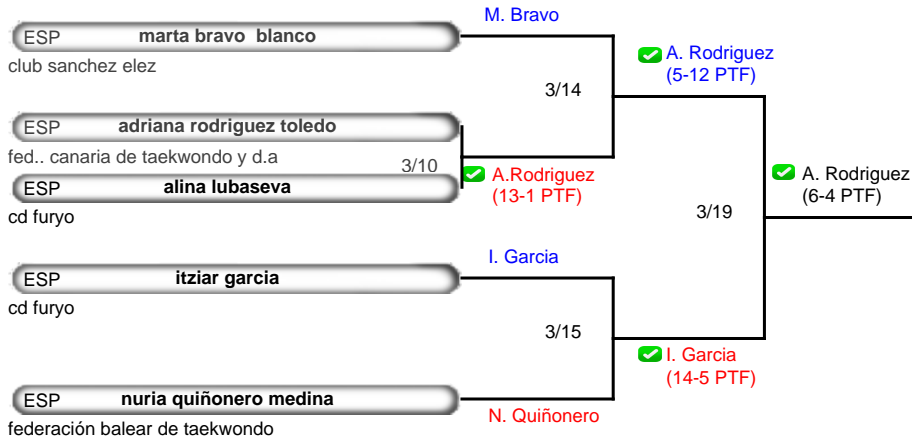 M. Bravo
ESP marta bravo  blanco
club sanchez elez
A. Rodriguez
(5-12 PTF)
3/14
ESP adriana rodriguez toledo
fed.. canaria de taekwondo y d.a
3/10
A.Rodriguez
(13-1 PTF)
ESP alina lubaseva
cd furyo
A. Rodriguez
(6-4 PTF)
3/19
I. Garcia
ESP itziar garcia
cd furyo
3/15
I. Garcia
(14-5 PTF)
ESP nuria quiñonero medina
N. Quiñonero
federación balear de taekwondo